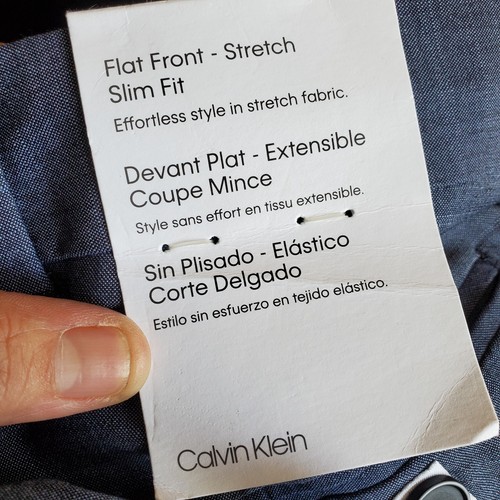 Flat Front - Stretch
Slim Fit
Effortless style in stretch fabric.
Devant Plat - Extensible
Coupe Mince
Style sans effort en tissu extensible.
Sin Plisado - Elástico
Corte Delgado
Estilo sin esfuerzo en tejido elástico.
Calvin Klein